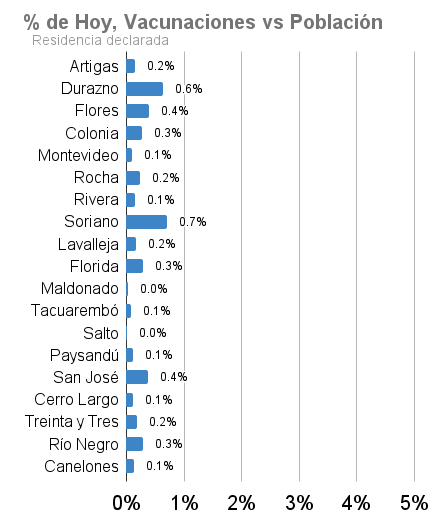 % de Hoy, Vacunaciones vs Población
Residencia declarada
Artigas 0.2%
Durazno 0.6%
Flores 0.4%
Colonia 0.3%
Montevideo 0.1%
Rocha 0.2%
Rivera 0.1%
Soriano 0.7%
Lavalleja 0.2%
Florida 0.3%
Maldonado 0.0%
Tacuarembó 0.1%
Salto 0.0%
Paysandú 0.1%
San José 0.4%
Cerro Largo 0.1%
Treinta y Tres 0.2%
Río Negro 0.3%
Canelones 0.1%
0% 1% 2% 3% 4% 5%